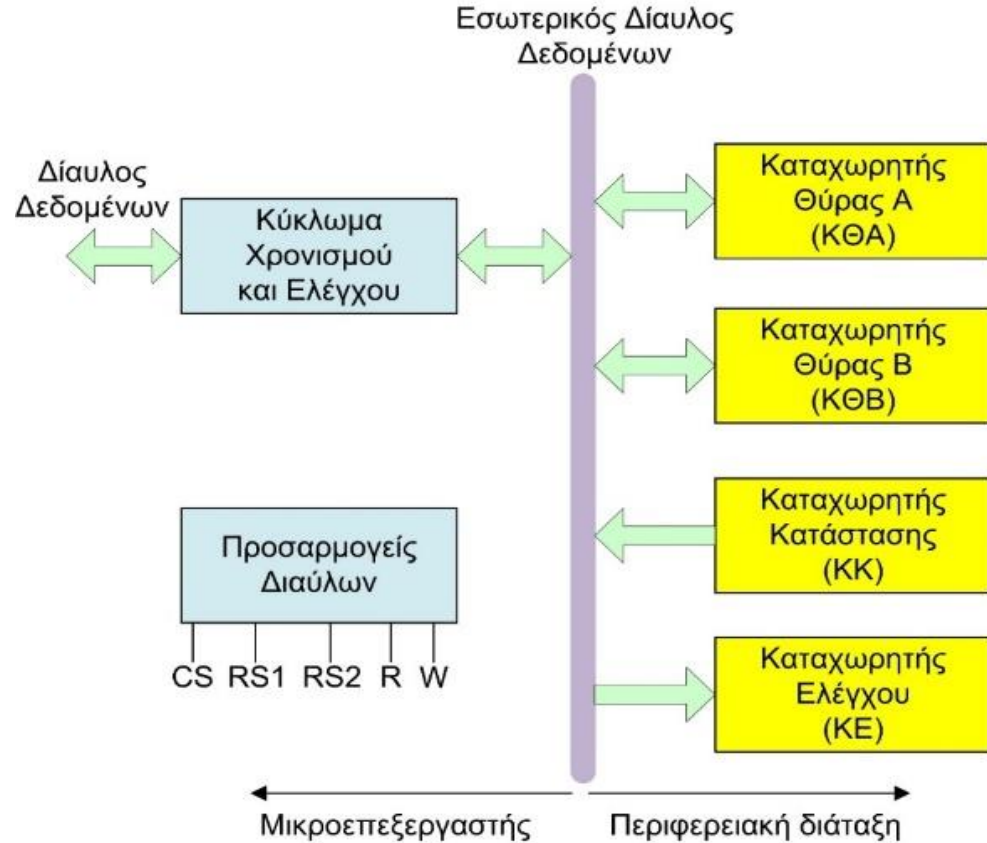 Εσωτερικός Δίαυλος
Δεδομένων
Δίαυλος
Δεδομένων
Κύκλωμα
Χρονισμού
και Ελέγχου
Καταχωρητής
Θύρας Α
(ΚΘΑ)
Καταχωρητής
Θύρας Β
(ΚΘΒ)
Προσαρμογείς
Διαύλων
CS RS1 RS2 R W
Καταχωρητής
Κατάστασης
(ΚΚ)
Καταχωρητής
Ελέγχου
(ΚΕ)
Μικροεπεξεργαστής
Περιφερειακή διάταξη